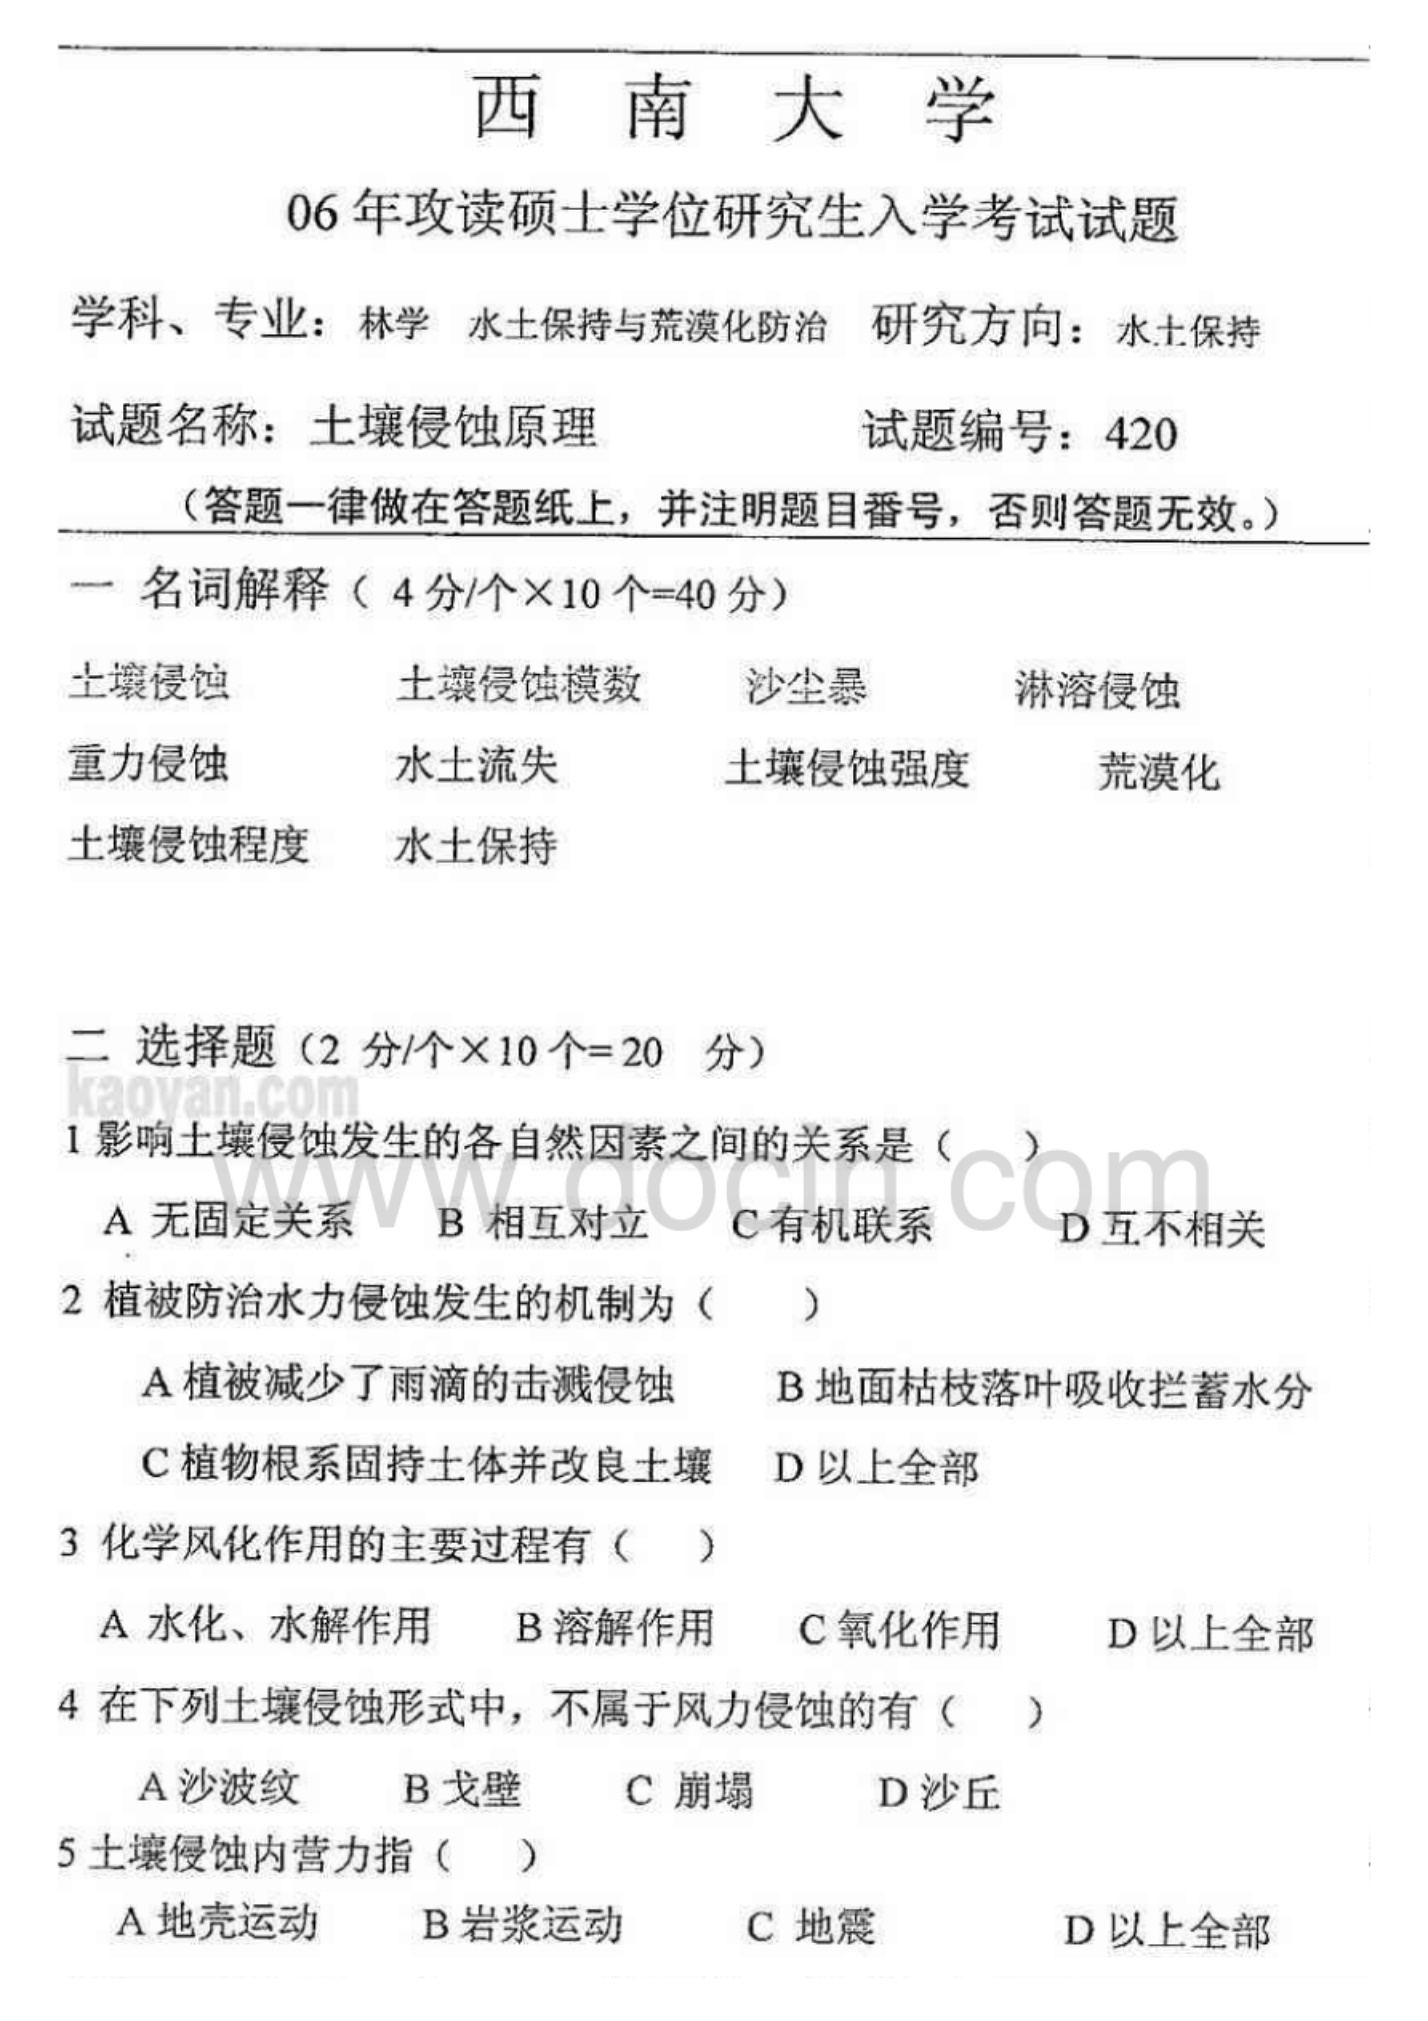 西 南 大 学
06 年攻读硕士学位研究生入学考试试题
学科、专业：林学 水土保持与荒漠化防治 研究方向：水土保持
试题名称：土壤侵蚀原理 试题编号：420
（答题一律做在答题纸上，并注明题目番号，否则答题无效。）
一 名词解释（ 4 分/个×10 个=40 分）
土壤侵蚀 土壤侵蚀模数 沙尘暴 淋溶侵蚀
重力侵蚀 水土流失 土壤侵蚀强度 荒漠化
土壤侵蚀程度 水土保持
二 选择题（2 分/个×10 个= 20 分）
kaoyan.com
1 影响土壤侵蚀发生的各自然因素之间的关系是（ ）
www.docin.com
A 无固定关系 B 相互对立 C 有机联系 D 互不相关
2 植被防治水力侵蚀发生的机制为（ ）
A 植被减少了雨滴的击溅侵蚀 B 地面枯枝落叶吸收拦蓄水分
C 植物根系固持土体并改良土壤 D 以上全部
3 化学风化作用的主要过程有（ ）
A 水化、水解作用 B 溶解作用 C 氧化作用 D 以上全部
4 在下列土壤侵蚀形式中，不属于风力侵蚀的有（ ）
A 沙波纹 B 戈壁 C 崩塌 D 沙丘
5 土壤侵蚀内营力指（ ）
A 地壳运动 B 岩浆运动 C 地震 D 以上全部